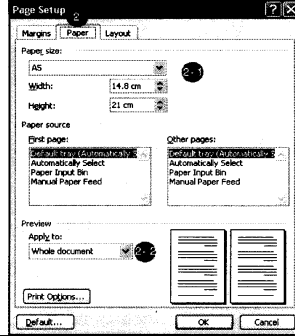 Page Setup
2
Margins Paper Layout
Paper size:
A5
2-1
Width: 14.8 cm
Height: 21 cm
Paper source
First page: Other pages:
Default tray (Automatically S Default tray (Automatically S
Automatically Select Automatically Select
Paper Input Bin Paper Input Bin
Manual Paper Feed Manual Paper Feed
Preview
Apply to:
Whole document 2-2
Print Options...
Default... OK Cancel